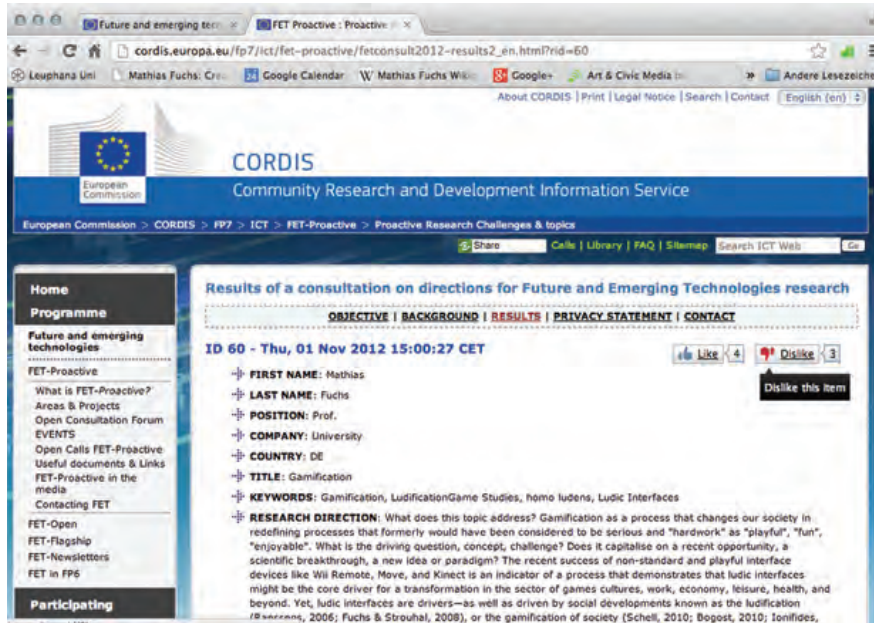 Future and emerging tech
FET Proactive : Proactive
cordis.europa.eu/fp7/ict/fet-proactive/fetconsult2012-results2_en.html?rid=60
Leuphana Uni Mathias Fuchs: Cre Google Calendar Mathias Fuchs Wiki Google+ Art & Civic Media » Andere Lesezeiche
About CORDIS | Print | Legal Notice | Search | Contact English (en)
European
Commission
CORDIS
Community Research and Development Information Service
European Commission > CORDIS > FP7 > ICT > FET-Proactive > Proactive Research Challenges & topics
Share Calls | Library | FAQ | Sitemap Search ICT Web Go
Home
Programme
Future and emerging
technologies
FET-Proactive
What is FET-Proactive?
Areas & Projects
Open Consultation Forum
EVENTS
Open Calls FET-Proactive
Useful documents & Links
FET-Proactive in the
media
Contacting FET
FET-Open
FET-Flagship
FET-Newsletters
FET in FP6
Participating
Results of a consultation on directions for Future and Emerging Technologies research
OBJECTIVE | BACKGROUND | RESULTS | PRIVACY STATEMENT | CONTACT
ID 60 - Thu, 01 Nov 2012 15:00:27 CET
Like 4 Dislike 3
Dislike this item
FIRST NAME: Mathias
LAST NAME: Fuchs
POSITION: Prof.
COMPANY: University
COUNTRY: DE
TITLE: Gamification
KEYWORDS: Gamification, LudificationGame Studies, homo ludens, Ludic Interfaces
RESEARCH DIRECTION: What does this topic address? Gamification as a process that changes our society in
redefining processes that formerly would have been considered to be serious and "hardwork" as "playful", "fun",
"enjoyable". What is the driving question, concept, challenge? Does it capitalise on a recent opportunity, a
scientific breakthrough, a new idea or paradigm? The recent success of non-standard and playful interface
devices like Wii Remote, Move, and Kinect is an indicator of a process that demonstrates that ludic interfaces
might be the core driver for a transformation in the sector of games cultures, work, economy, leisure, health, and
beyond. Yet, ludic interfaces are drivers—as well as driven by social developments known as the ludification
2006; Fuchs & Strouhal, 2008), or the gamification of society (Schell, 2010; Bogost, 2010; Ionifides,